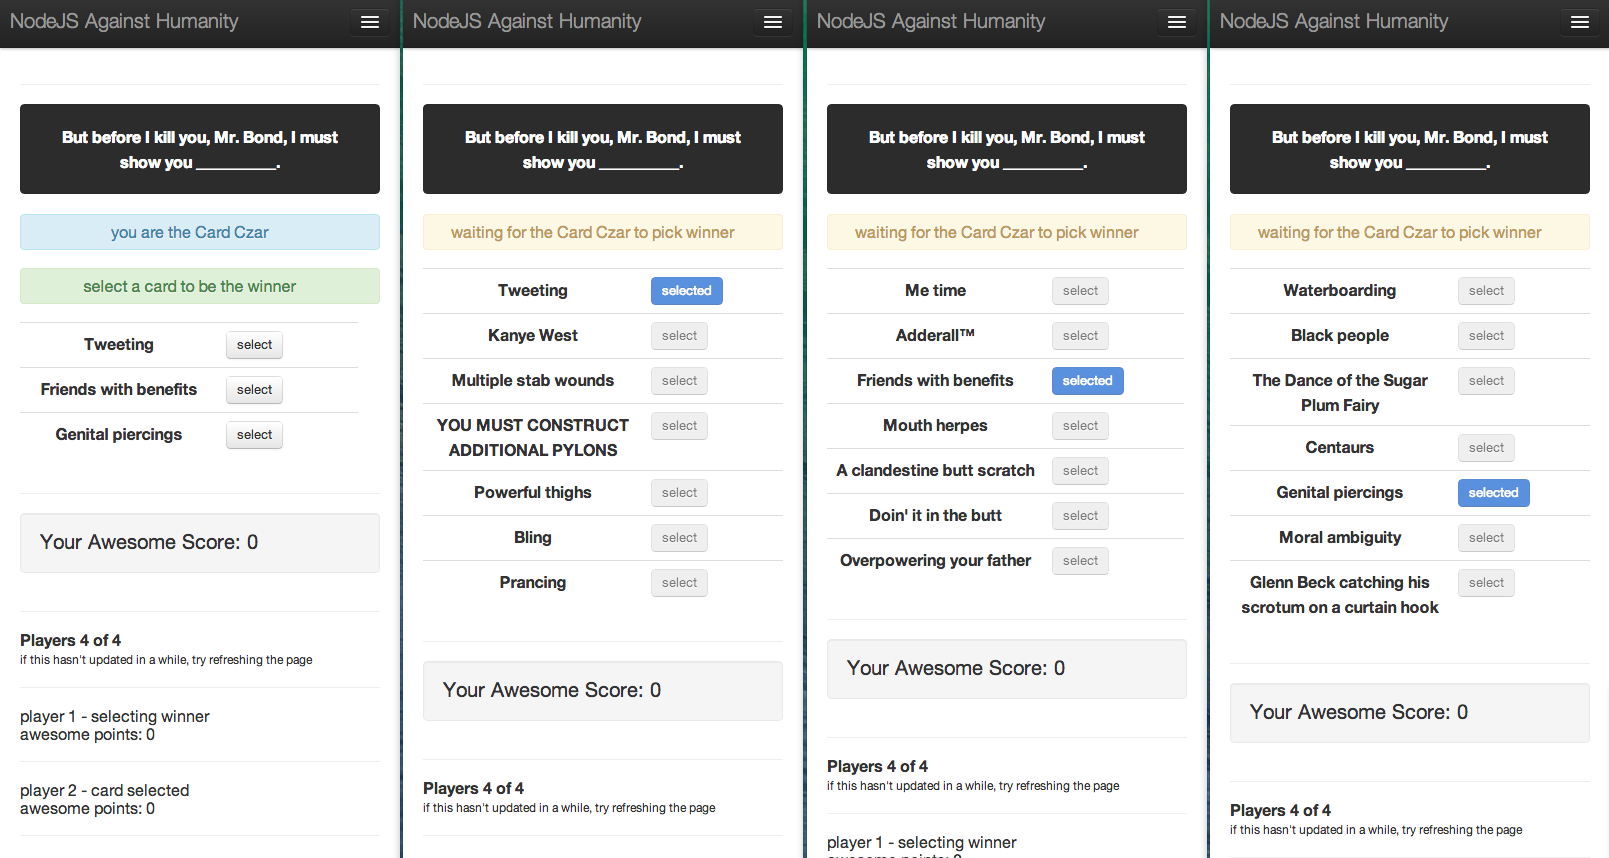 NodeJS Against Humanity
But before I kill you, Mr. Bond, I must
show you __________.
you are the Card Czar
select a card to be the winner
Tweeting select
Friends with benefits select
Genital piercings select
Your Awesome Score: 0
Players 4 of 4
if this hasn't updated in a while, try refreshing the page
player 1 - selecting winner
awesome points: 0
player 2 - card selected
awesome points: 0
NodeJS Against Humanity
But before I kill you, Mr. Bond, I must
show you __________.
waiting for the Card Czar to pick winner
Tweeting selected
Kanye West select
Multiple stab wounds select
YOU MUST CONSTRUCT select
ADDITIONAL PYLONS
Powerful thighs select
Bling select
Prancing select
Your Awesome Score: 0
Players 4 of 4
if this hasn't updated in a while, try refreshing the page
NodeJS Against Humanity
But before I kill you, Mr. Bond, I must
show you __________.
waiting for the Card Czar to pick winner
Me time select
Adderall™ select
Friends with benefits selected
Mouth herpes select
A clandestine butt scratch select
Doin' it in the butt select
Overpowering your father select
Your Awesome Score: 0
Players 4 of 4
if this hasn't updated in a while, try refreshing the page
player 1 - selecting winner
awesome points: 0
NodeJS Against Humanity
But before I kill you, Mr. Bond, I must
show you __________.
waiting for the Card Czar to pick winner
Waterboarding select
Black people select
The Dance of the Sugar select
Plum Fairy
Centaurs select
Genital piercings selected
Moral ambiguity select
Glenn Beck catching his select
scrotum on a curtain hook
Your Awesome Score: 0
Players 4 of 4
if this hasn't updated in a while, try refreshing the page